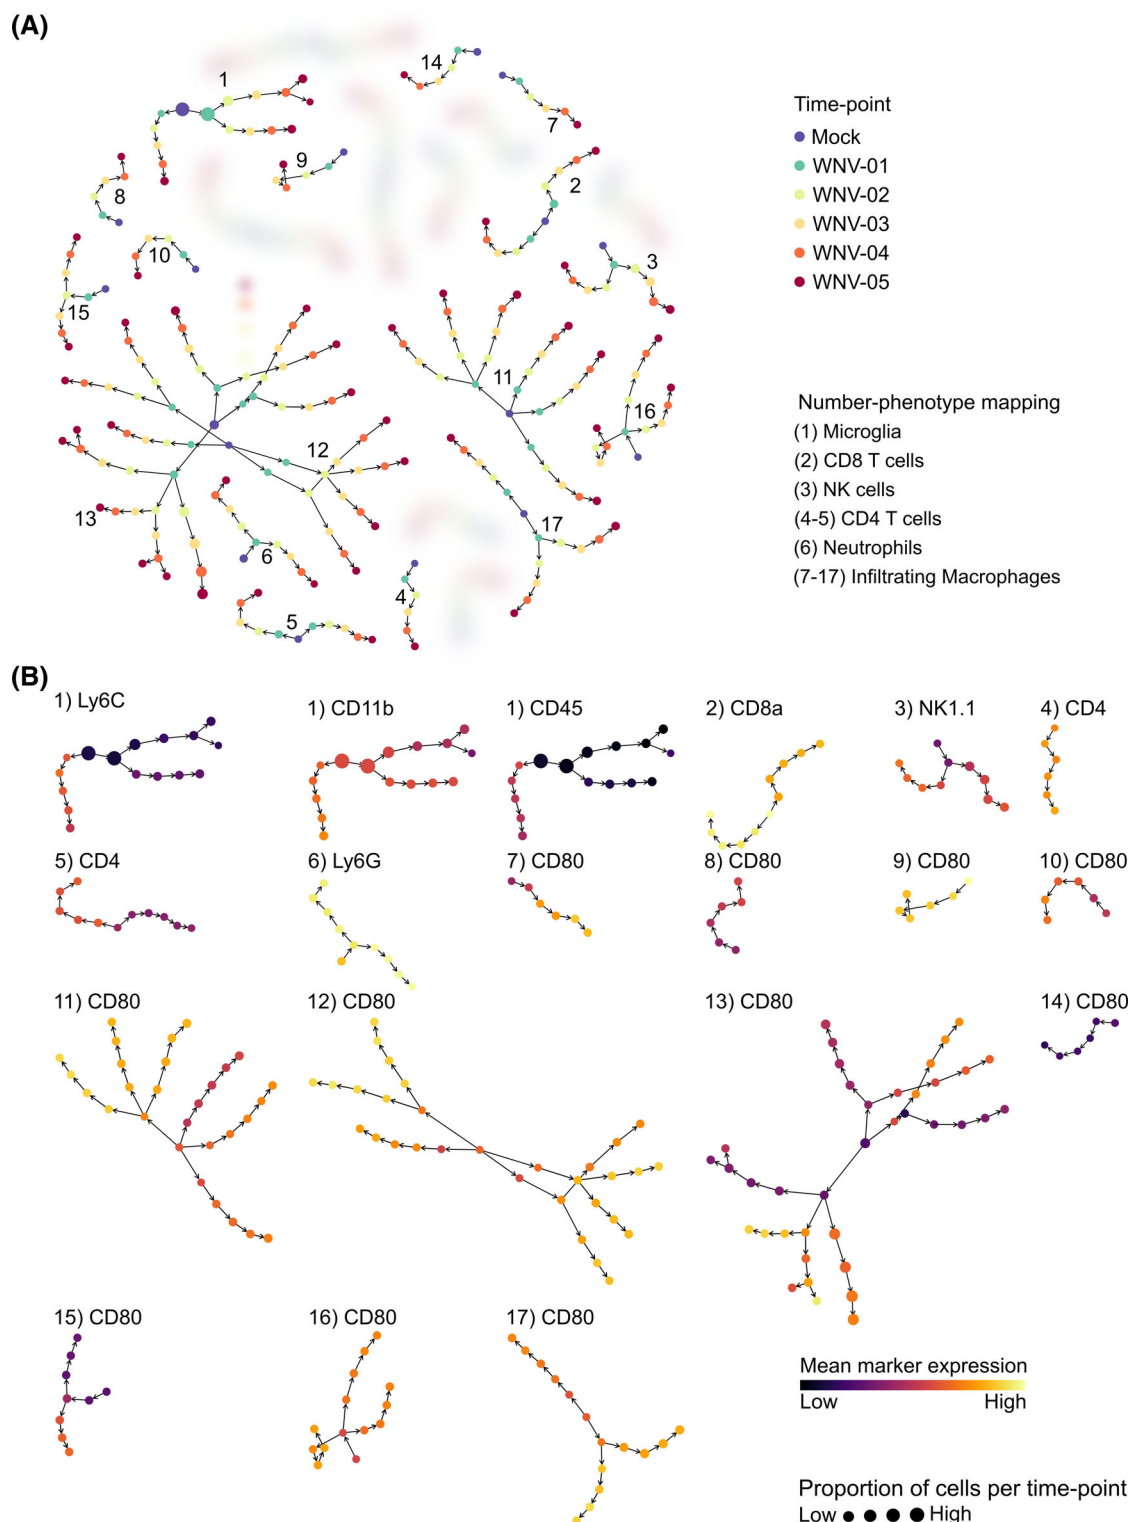 (A)
1
14
7
9
2
8
10
3
15
11
16
12
13
6
17
4
5
Time-point
Mock
WNV-01
WNV-02
WNV-03
WNV-04
WNV-05
Number-phenotype mapping
(1) Microglia
(2) CD8 T cells
(3) NK cells
(4-5) CD4 T cells
(6) Neutrophils
(7-17) Infiltrating Macrophages
(B)
1) Ly6C
1) CD11b
1) CD45
2) CD8a
3) NK1.1
4) CD4
5) CD4
6) Ly6G
7) CD80
8) CD80
9) CD80
10) CD80
11) CD80
12) CD80
13) CD80
14) CD80
15) CD80
16) CD80
17) CD80
Mean marker expression
Low High
Proportion of cells per time-point
Low High